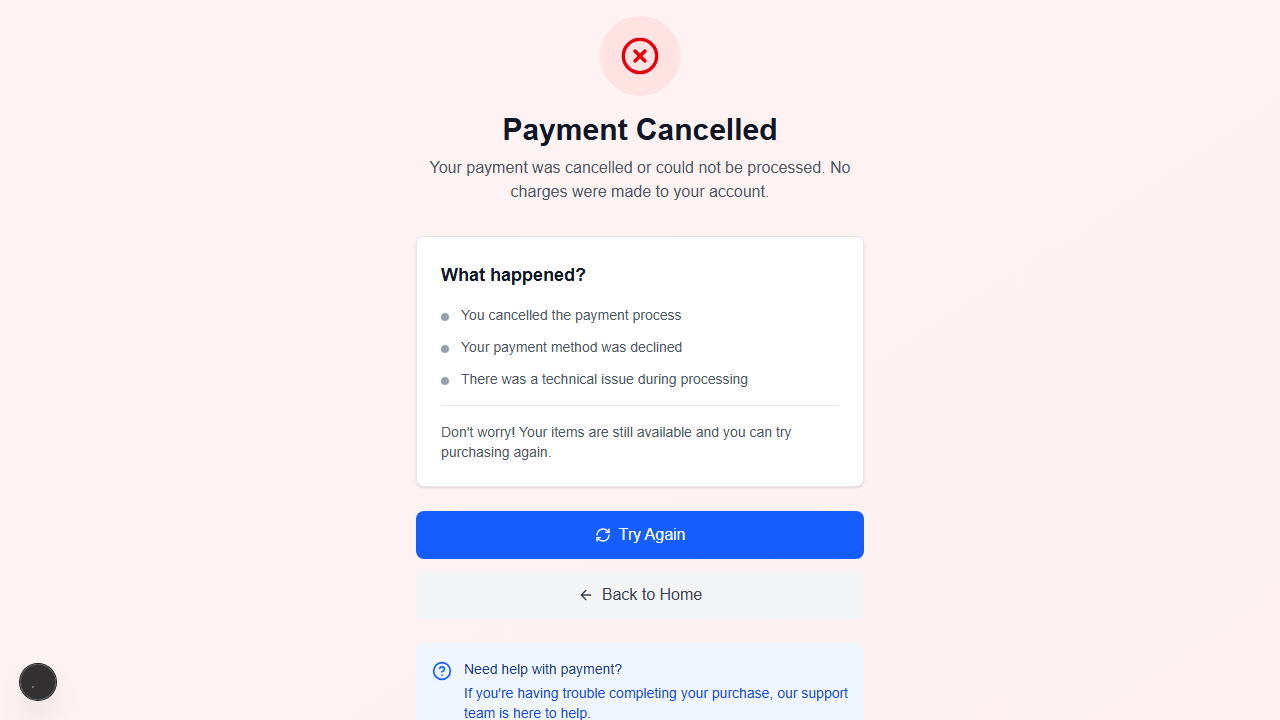 Payment Cancelled
Your payment was cancelled or could not be processed. No
charges were made to your account.
What happened?
You cancelled the payment process
Your payment method was declined
There was a technical issue during processing
Don't worry! Your items are still available and you can try
purchasing again.
Try Again
Back to Home
Need help with payment?
If you're having trouble completing your purchase, our support
team is here to help.